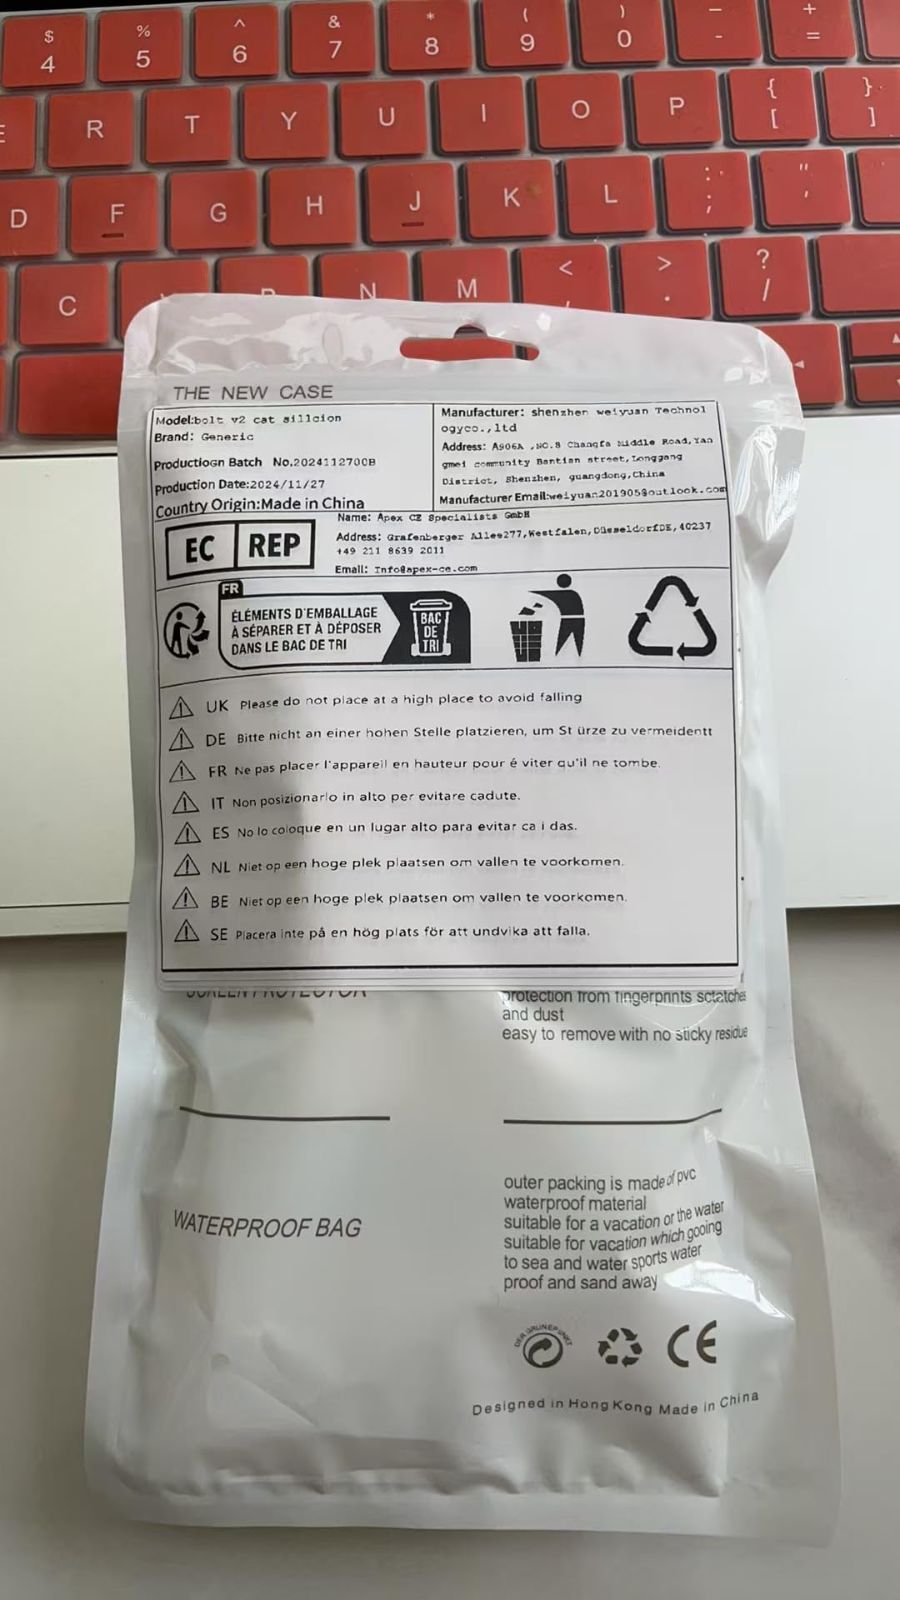 $ % ^ & * ( ) _ +
4 5 6 7 8 9 0 - =
R T Y U I O P { [ } ]
D F G H J K L : ; " '
C N M < , > . ? /
THE NEW CASE
Model:bolt v2 cat sillcion
Brand: Generic
Productiogn Batch No.2024112700B
Production Date:2024/11/27
Country Origin:Made in China
Manufacturer: shenzhen weiyuan Technol
ogyco.,ltd
Address: A906A ,NO.8 Changfa Middle Road,Yan
gmei community Bantian street,Longgang
District, Shenzhen, guangdong,China
Manufacturer Email:weiyuan201905@outlook.com
EC REP
Name: Apex CE Specialists GmbH
Address: Grafenberger Allee277,Westfalen,DüsseldorfDE,40237
+49 211 8639 2011
Email: Info@apex-ce.com
FR
ÉLÉMENTS D'EMBALLAGE
À SÉPARER ET À DÉPOSER
DANS LE BAC DE TRI
BAC
DE
TRI
UK Please do not place at a high place to avoid falling
DE Bitte nicht an einer hohen Stelle platzieren, um St ürze zu vermeidentt
FR Ne pas placer l'appareil en hauteur pour é viter qu'il ne tombe.
IT Non posizionarlo in alto per evitare cadute.
ES No lo coloque en un lugar alto para evitar ca i das.
NL Niet op een hoge plek plaatsen om vallen te voorkomen.
BE Niet op een hoge plek plaatsen om vallen te voorkomen.
SE Placera inte på en hög plats för att undvika att falla.
SCREEN PROTECTOR
protection from fingerprints sctatches
and dust
easy to remove with no sticky residue
WATERPROOF BAG
outer packing is made of pvc
waterproof material
suitable for a vacation or the water
suitable for vacation which gooing
to sea and water sports water
proof and sand away
DER GRÜNE PUNKT
CE
Designed in Hong Kong Made in China